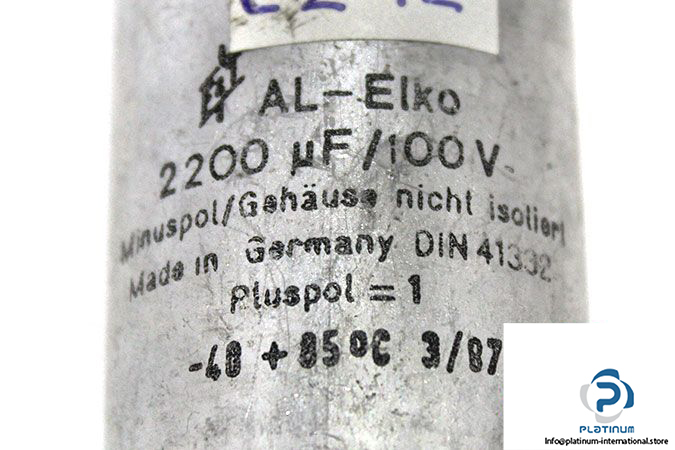 AL-Elko
2200 µF/100V-
Minuspol/Gehäuse nicht isoliert
Made in Germany DIN 41332
Pluspol = 1
-40 +85°C 3/87
PLATINUM
Info@platinum-international.store